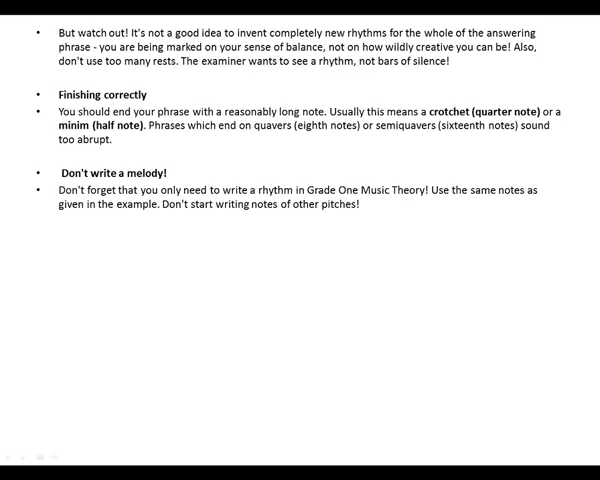 • But watch out! It's not a good idea to invent completely new rhythms for the whole of the answering
phrase - you are being marked on your sense of balance, not on how wildly creative you can be! Also,
don't use too many rests. The examiner wants to see a rhythm, not bars of silence!
• Finishing correctly
• You should end your phrase with a reasonably long note. Usually this means a crotchet (quarter note) or a
minim (half note). Phrases which end on quavers (eighth notes) or semiquavers (sixteenth notes) sound
too abrupt.
• Don't write a melody!
• Don't forget that you only need to write a rhythm in Grade One Music Theory! Use the same notes as
given in the example. Don't start writing notes of other pitches!